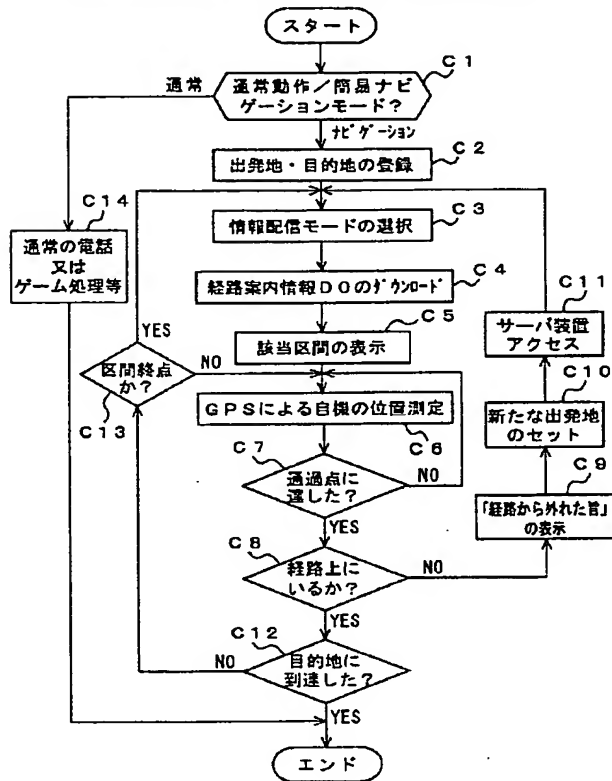 スタート
C1
通常
通常動作／簡易ナビ
ゲーションモード？
ﾅﾋﾞｹﾞｰｼｮﾝ
C2
出発地・目的地の登録
C14
通常の電話
又は
ゲーム処理等
C3
情報配信モードの選択
C4
経路案内情報D0のﾀﾞｳﾝﾛｰﾄﾞ
C11
サーバ装置
アクセス
C5
該当区間の表示
YES
区間終点
か？
NO
C13
C10
新たな出発地
のセット
GPSによる自機の位置測定
C6
C7
通過点に
達した？
NO
YES
C9
「経路から外れた旨」
の表示
C8
経路上に
いるか？
NO
YES
C12
目的地に
到達した？
NO
YES
エンド